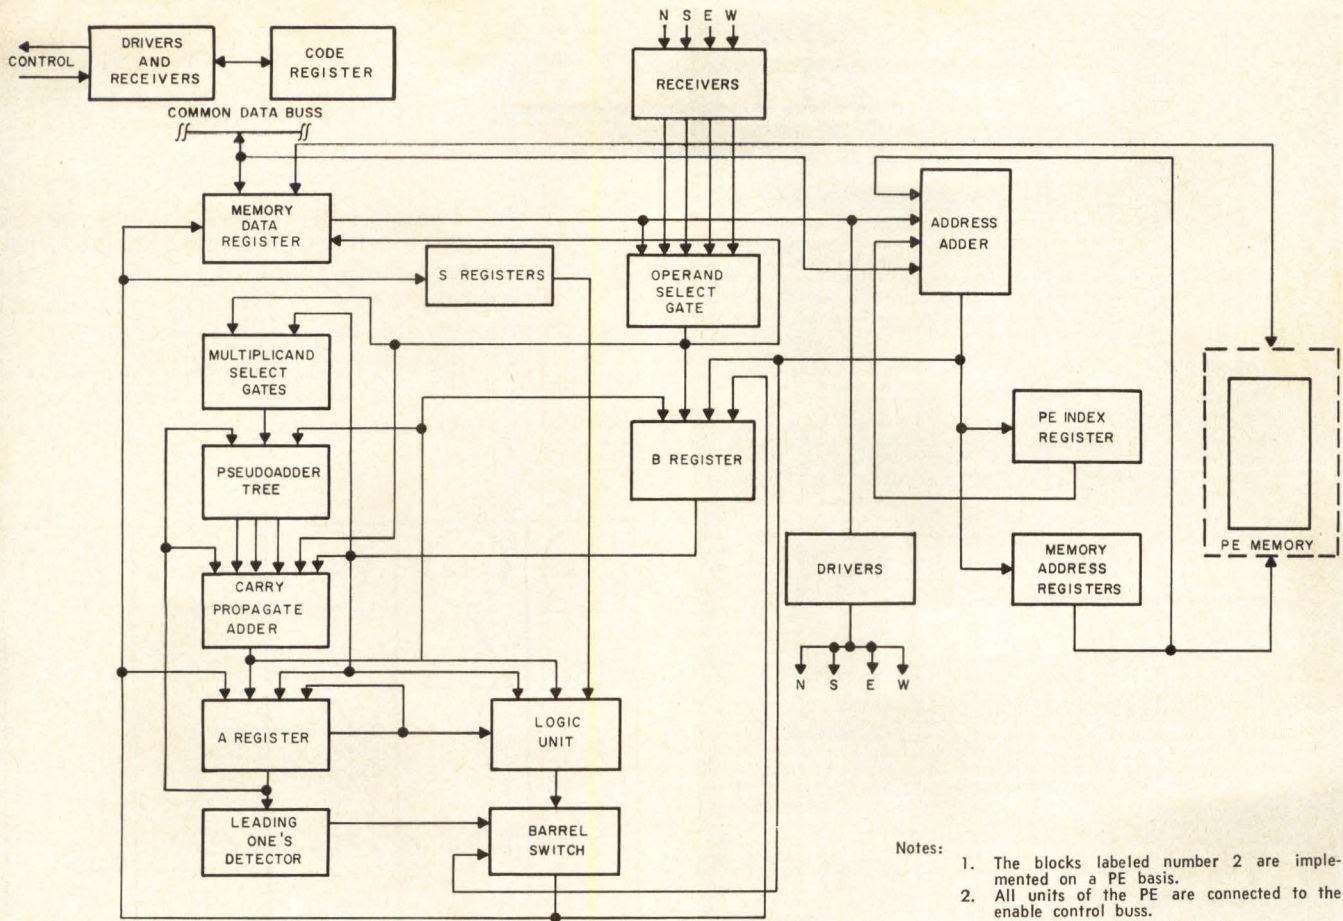 N S E W
CONTROL
DRIVERS
AND
RECEIVERS
CODE
REGISTER
RECEIVERS
COMMON DATA BUSS
MEMORY
DATA
REGISTER
S REGISTERS
OPERAND
SELECT
GATE
ADDRESS
ADDER
MULTIPLICAND
SELECT
GATES
PSEUDOADDER
TREE
B REGISTER
PE INDEX
REGISTER
PE MEMORY
CARRY
PROPAGATE
ADDER
DRIVERS
MEMORY
ADDRESS
REGISTERS
N S E W
A REGISTER
LOGIC
UNIT
LEADING
ONE'S
DETECTOR
BARREL
SWITCH
Notes:
1. The blocks labeled number 2 are imple-
mented on a PE basis.
2. All units of the PE are connected to the
enable control buss.